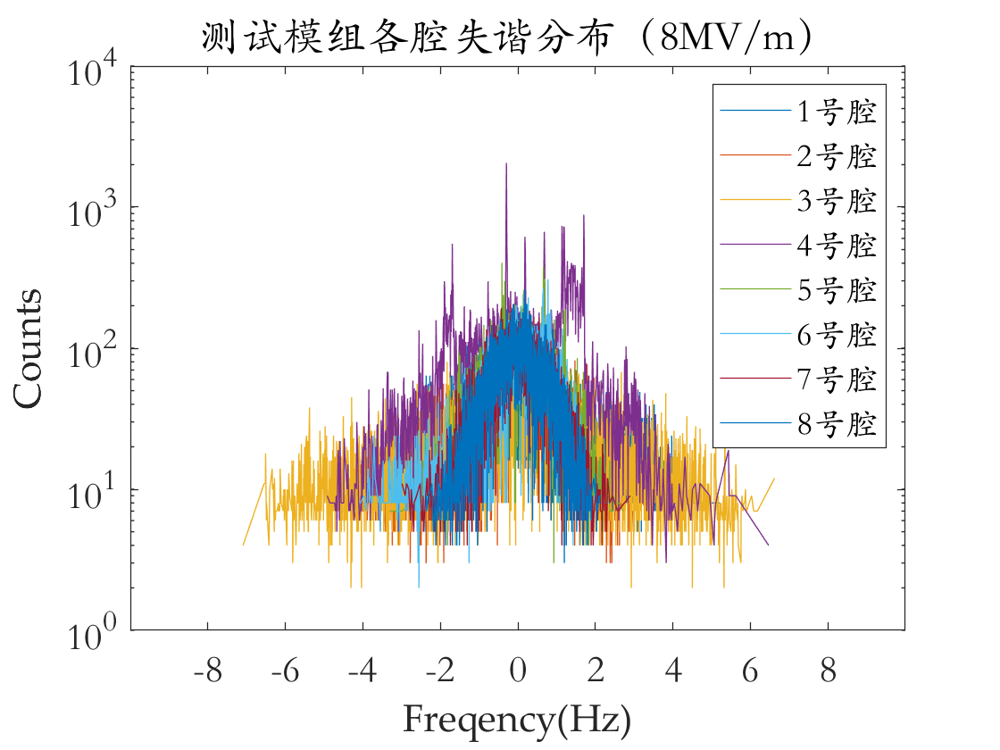 测试模组各腔失谐分布（8MV/m）
10^4
10^3
10^2
10^1
10^0
Counts
1号腔
2号腔
3号腔
4号腔
5号腔
6号腔
7号腔
8号腔
-8 -6 -4 -2 0 2 4 6 8
Freqency(Hz)